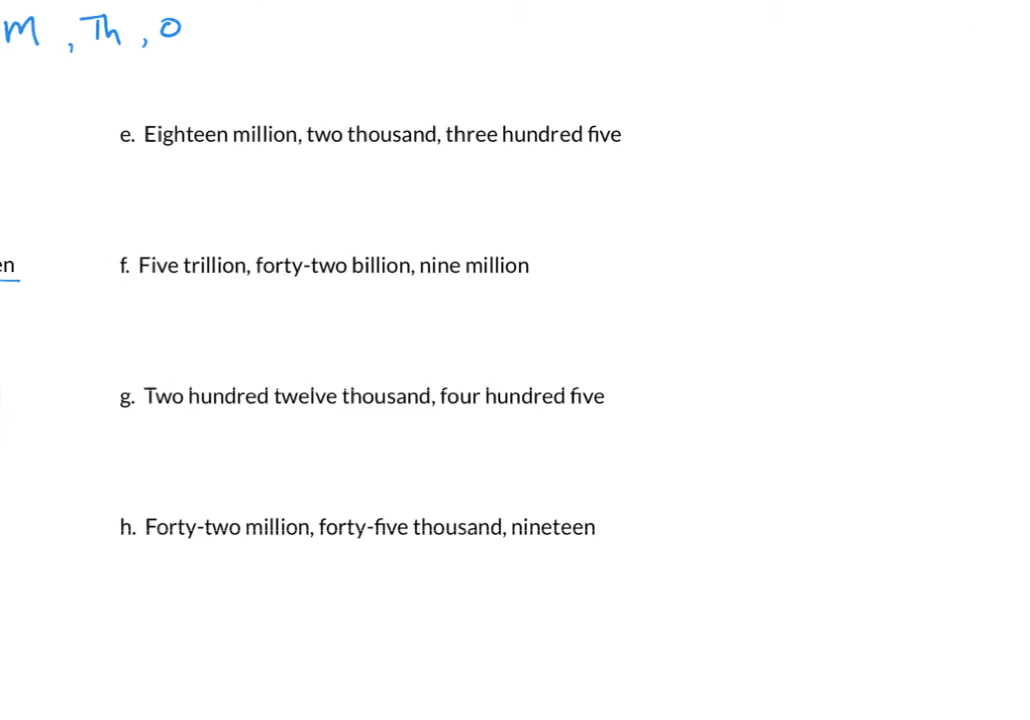 M , Th , O
e. Eighteen million, two thousand, three hundred five
en
f. Five trillion, forty-two billion, nine million
g. Two hundred twelve thousand, four hundred five
h. Forty-two million, forty-five thousand, nineteen